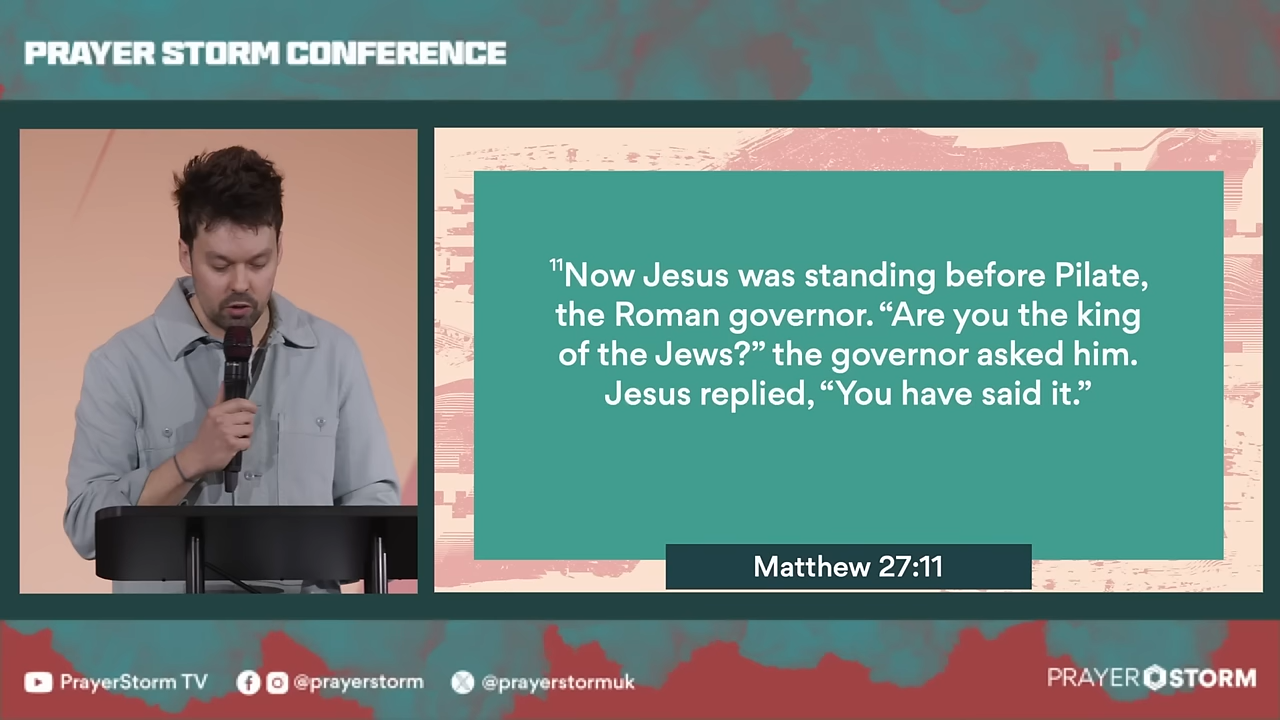 PRAYER STORM CONFERENCE
11Now Jesus was standing before Pilate,
the Roman governor. “Are you the king
of the Jews?” the governor asked him.
Jesus replied, “You have said it.”
Matthew 27:11
PrayerStorm TV
@prayerstorm
@prayerstormuk
PRAYER STORM